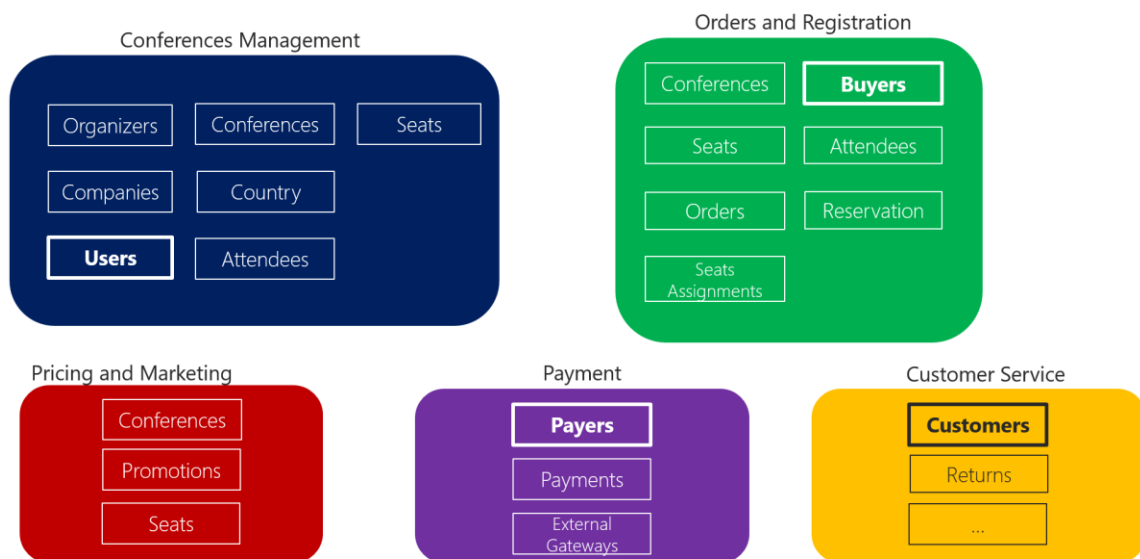 Conferences Management
Organizers
Conferences
Seats
Companies
Country
Users
Attendees
Orders and Registration
Conferences
Buyers
Seats
Attendees
Orders
Reservation
Seats
Assignments
Pricing and Marketing
Conferences
Promotions
Seats
Payment
Payers
Payments
External
Gateways
Customer Service
Customers
Returns
...